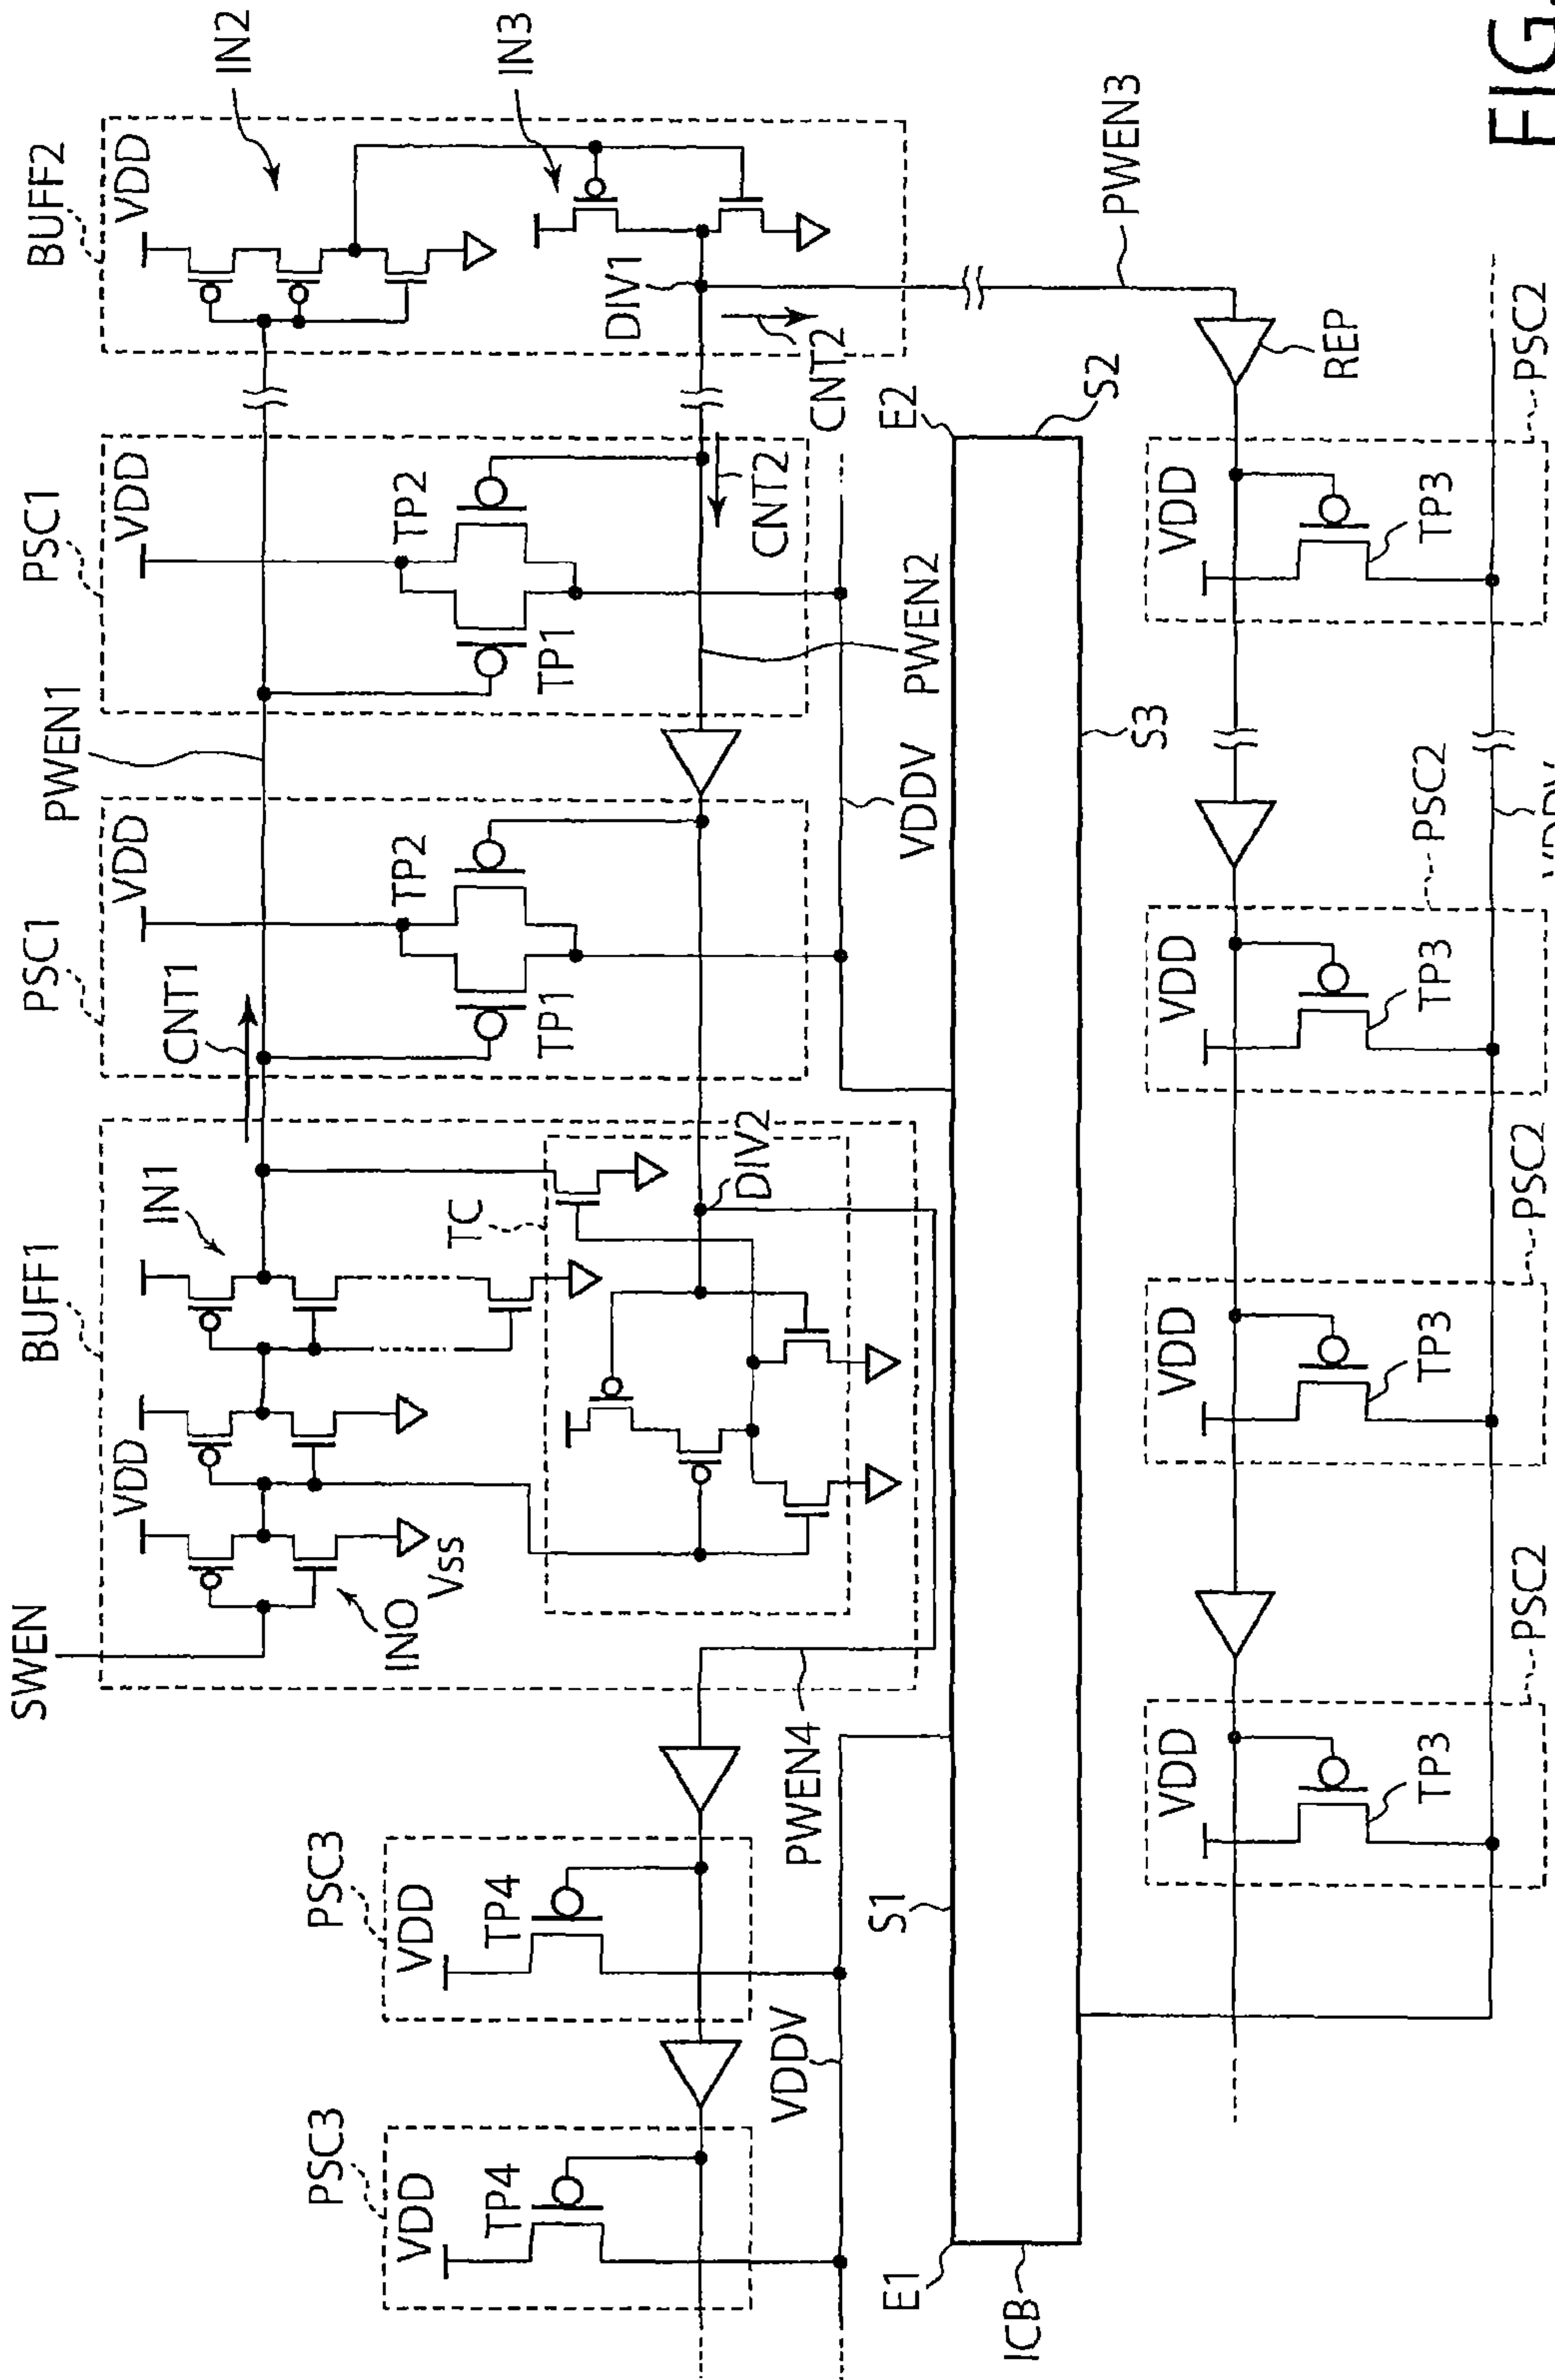 SWEN
BUFF1
PSC1
PSC1
BUFF2
PWEN1
VDD
VDD
VDD
VDD
IN1
CNT1
IN2
PSC3
PSC3
INO
TP2
TP2
VDD
VDD
Vss
TC
TP4
TP4
IN3
TP1
TP1
DIV1
DIV2
CNT2
VDDV
PWEN4
CNT2
E1
S1
VDDV
PWEN2
E2
ICB
S2
S3
PWEN3
VDD
VDD
VDD
VDD
REP
TP3
TP3
TP3
TP3
PSC2
PSC2
PSC2
PSC2
FIG.